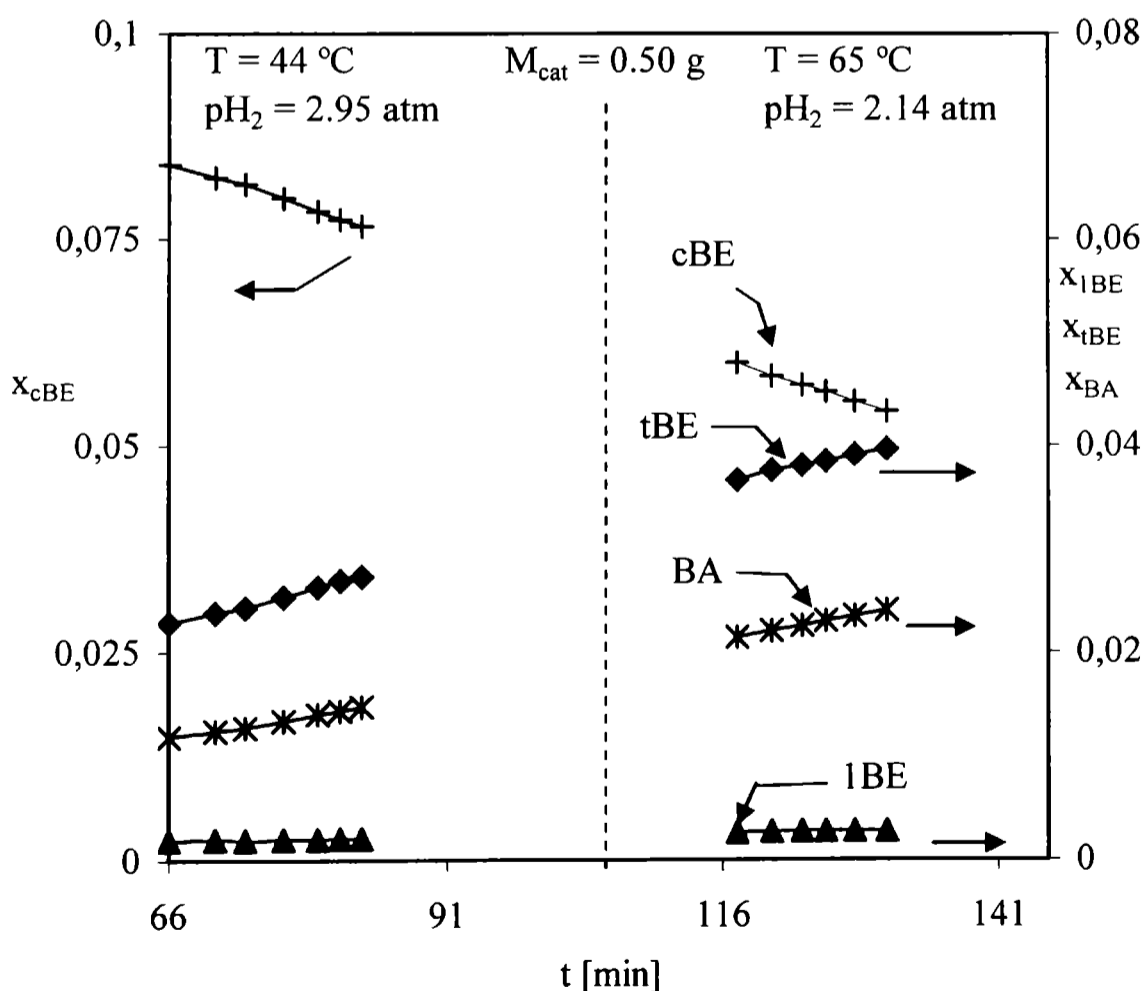 0,1
0,08
T = 44 ºC
M_cat = 0.50 g
T = 65 ºC
pH₂ = 2.95 atm
pH₂ = 2.14 atm
0,075
cBE
0,06
x_1BE
x_tBE
x_cBE
x_BA
0,05
tBE
0,04
BA
0,025
0,02
1BE
0
0
66
91
116
141
t [min]